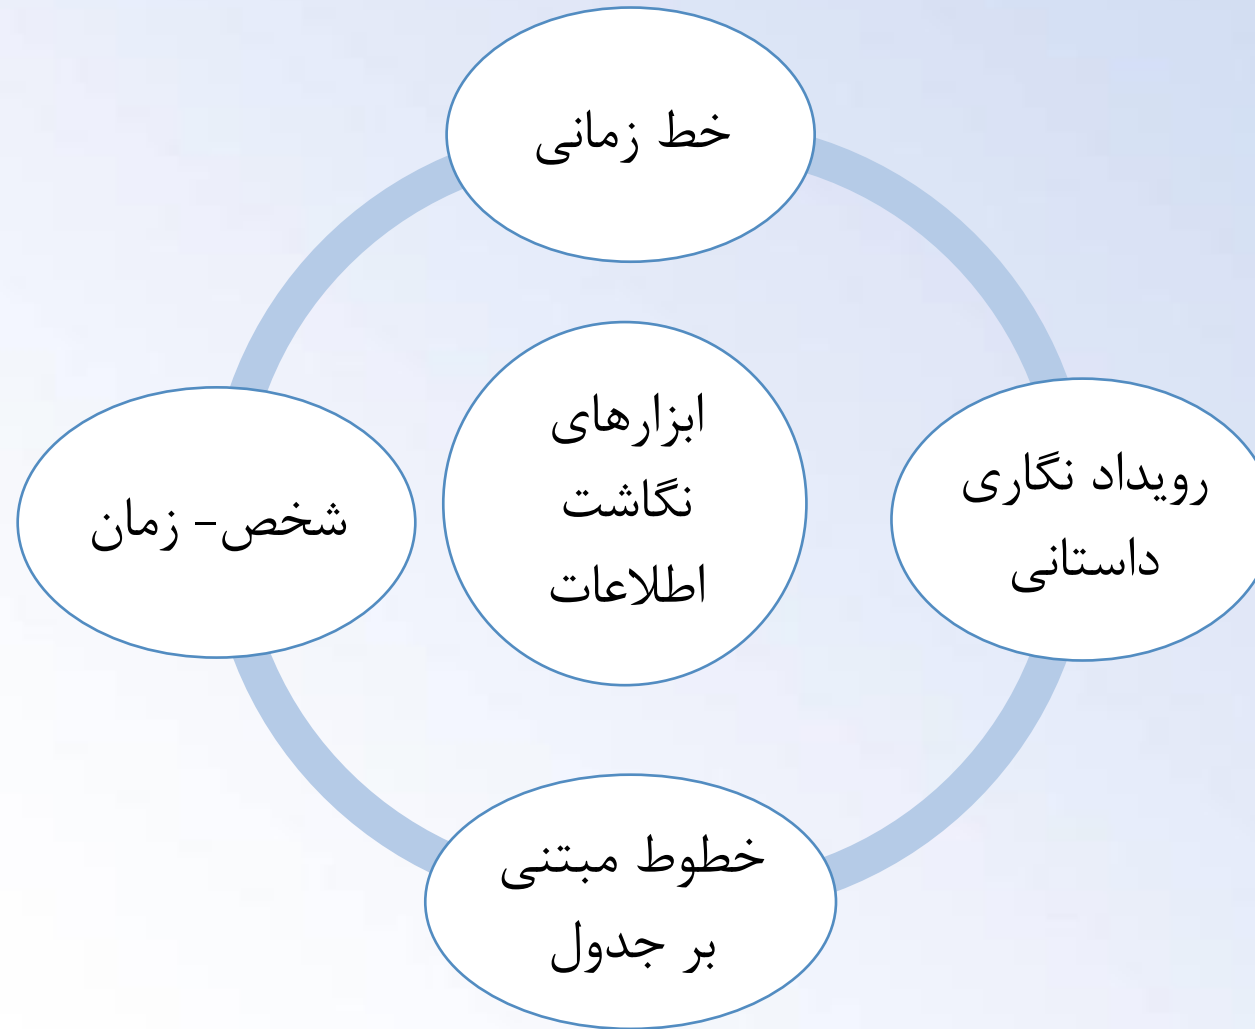 خط زمانی
ابزارهای
نگاشت
اطلاعات
رویداد نگاری
داستانی
شخص- زمان
خطوط مبتنی
بر جدول